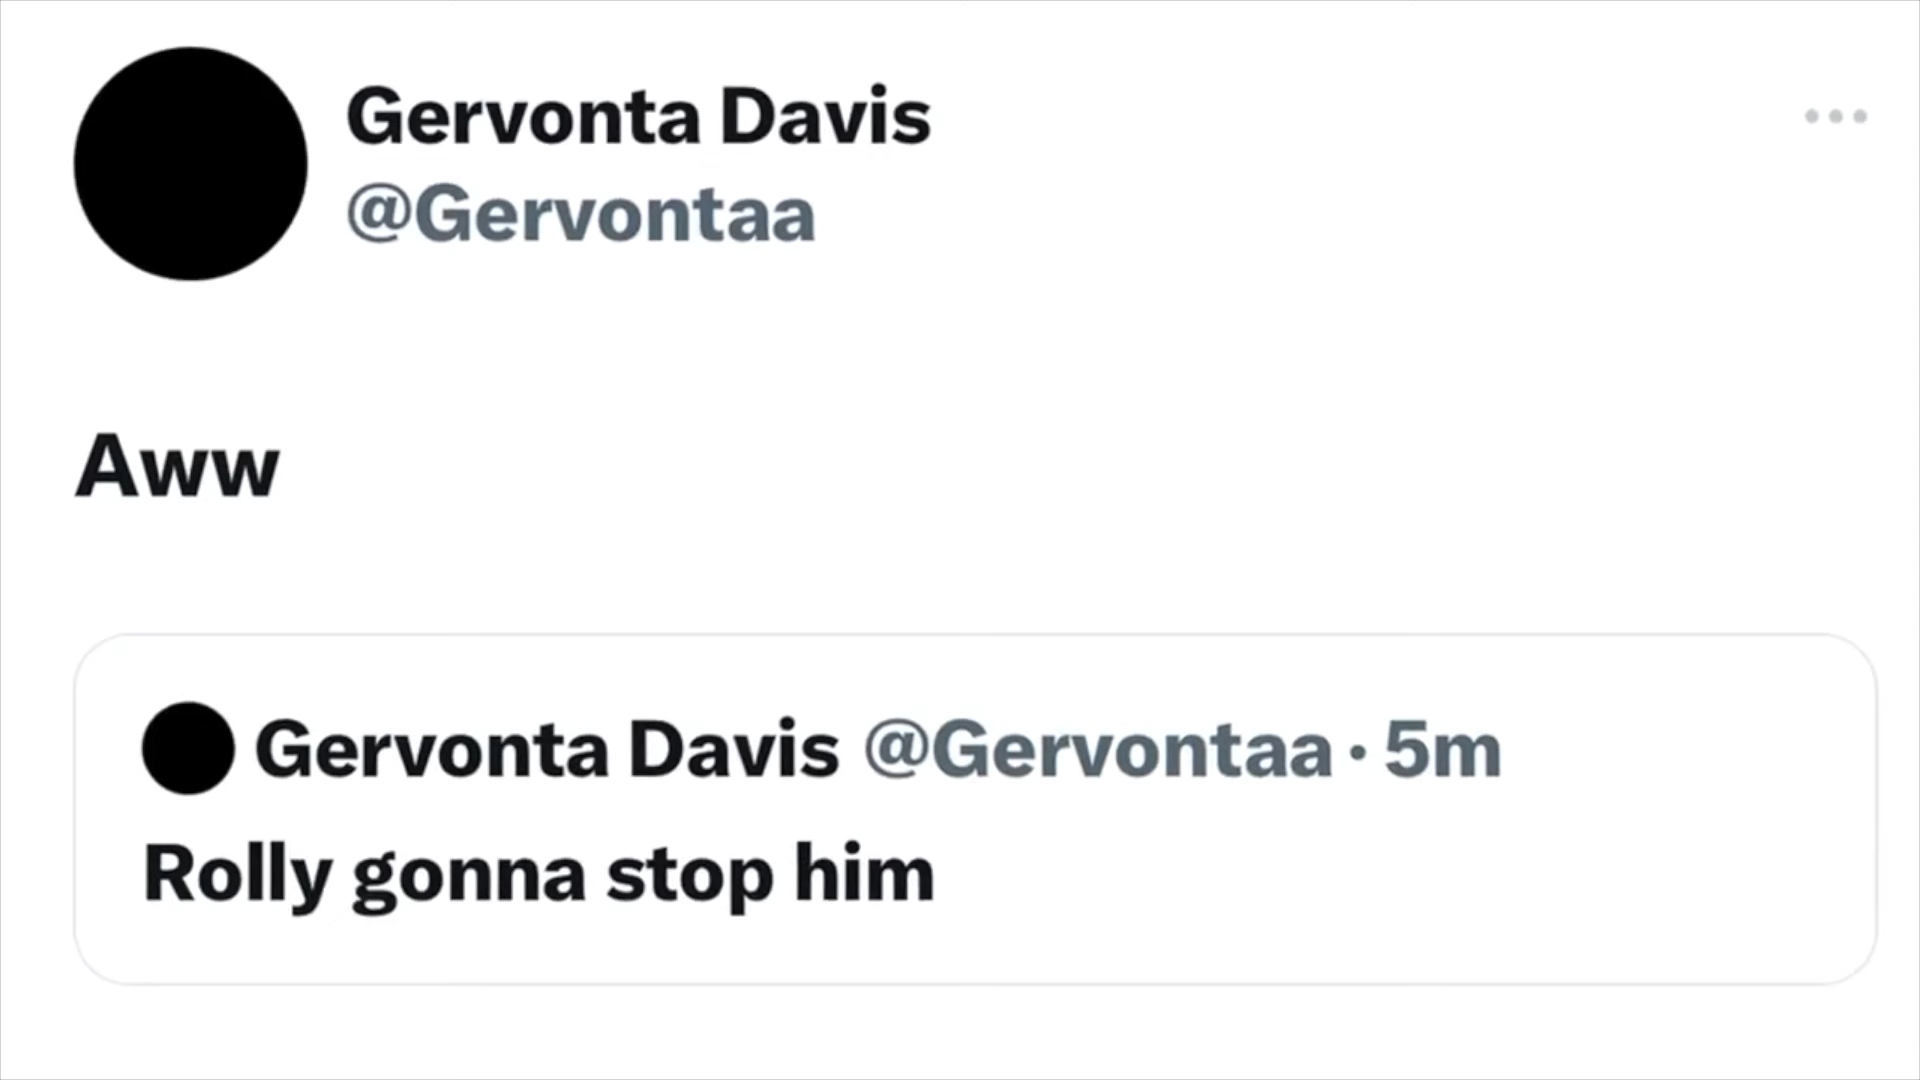 Gervonta Davis
@Gervontaa
Aww
Gervonta Davis @Gervontaa · 5m
Rolly gonna stop him